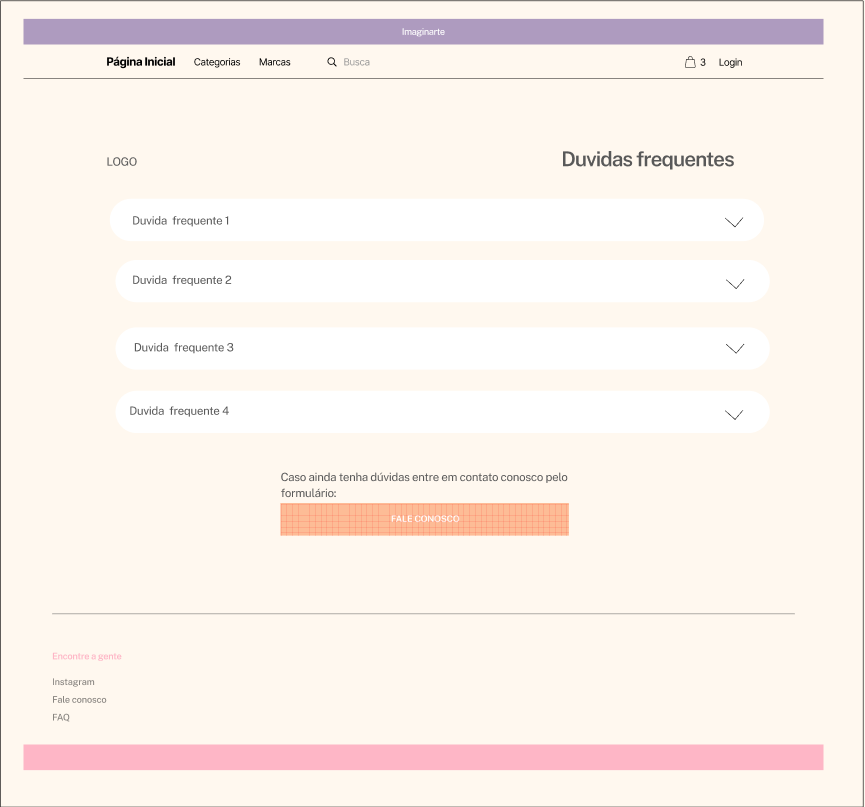 Imaginarte
Página Inicial Categorias Marcas Busca 3 Login
LOGO
Duvidas frequentes
Duvida frequente 1
Duvida frequente 2
Duvida frequente 3
Duvida frequente 4
Caso ainda tenha dúvidas entre em contato conosco pelo
formulário:
FALE CONOSCO
Encontre a gente
Instagram
Fale conosco
FAQ